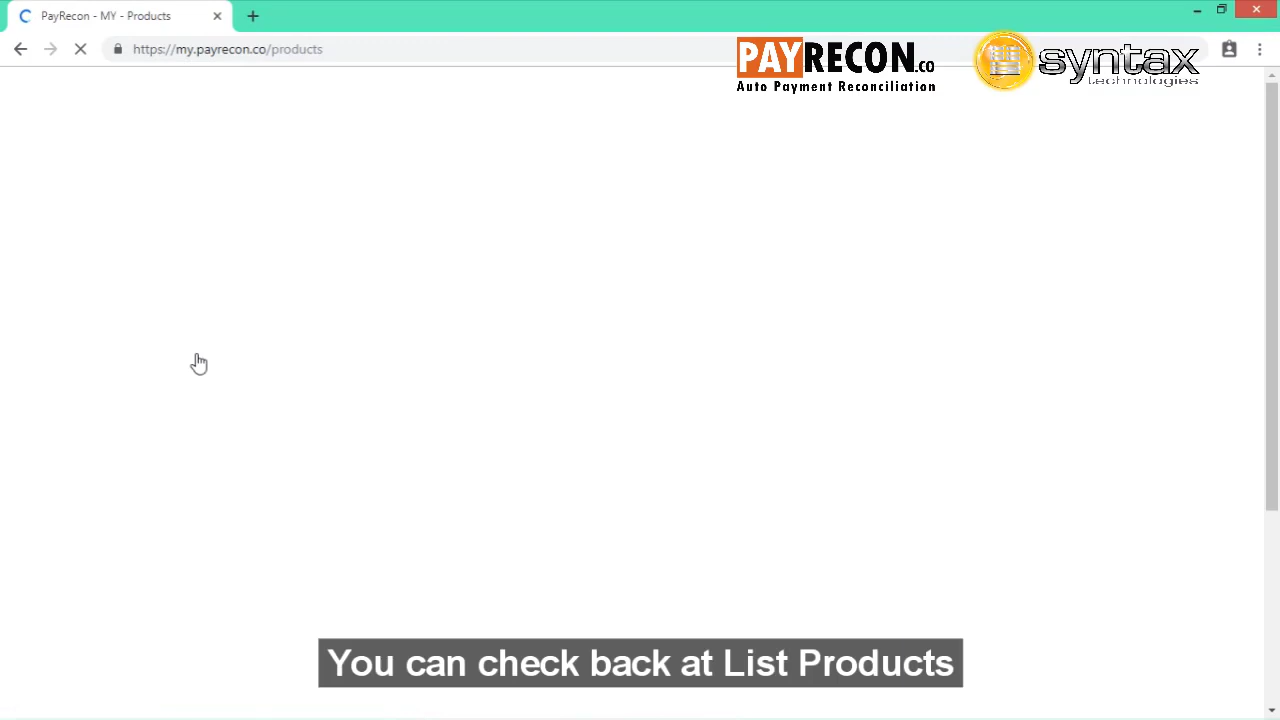 PayRecon - MY - Products
https://my.payrecon.co/products
PAYRECON.co
Auto Payment Reconciliation
syntax
technologies
You can check back at List Products